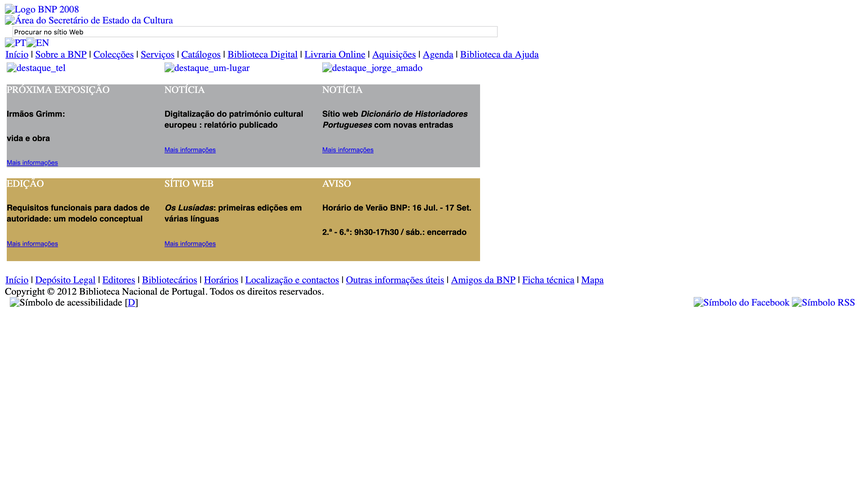 Logo BNP 2008
Área do Secretário de Estado da Cultura
Procurar no sítio Web
PT EN
Início | Sobre a BNP | Colecções | Serviços | Catálogos | Biblioteca Digital | Livraria Online | Aquisições | Agenda | Biblioteca da Ajuda
destaque_tel destaque_um-lugar destaque_jorge_amado
PRÓXIMA EXPOSIÇÃO
Irmãos Grimm:
vida e obra
Mais informações
NOTÍCIA
Digitalização do património cultural
europeu : relatório publicado
Mais informações
NOTÍCIA
Sítio web Dicionário de Historiadores
Portugueses com novas entradas
Mais informações
EDIÇÃO
Requisitos funcionais para dados de
autoridade: um modelo conceptual
Mais informações
SÍTIO WEB
Os Lusíadas: primeiras edições em
várias línguas
Mais informações
AVISO
Horário de Verão BNP: 16 Jul. - 17 Set.
2.ª - 6.ª: 9h30-17h30 / sáb.: encerrado
Início | Depósito Legal | Editores | Bibliotecários | Horários | Localização e contactos | Outras informações úteis | Amigos da BNP | Ficha técnica | Mapa
Copyright © 2012 Biblioteca Nacional de Portugal. Todos os direitos reservados.
Símbolo de acessibilidade [D] Símbolo do Facebook Símbolo RSS